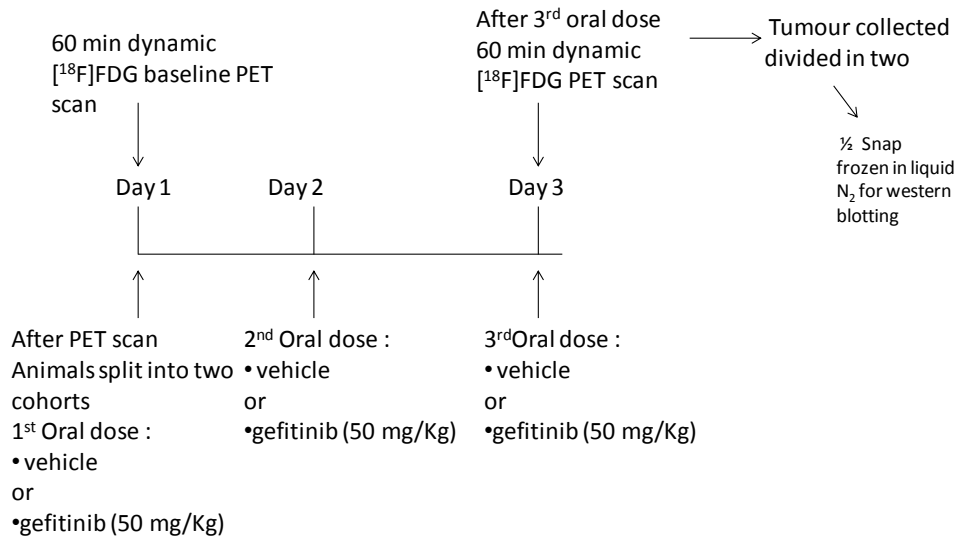 60 min dynamic
[¹⁸F]FDG baseline PET
scan
After 3ʳᵈ oral dose
60 min dynamic
[¹⁸F]FDG PET scan
Tumour collected
divided in two
½ Snap
frozen in liquid
N₂ for western
blotting
Day 1
Day 2
Day 3
After PET scan
Animals split into two
cohorts
1ˢᵗ Oral dose :
• vehicle
or
•gefitinib (50 mg/Kg)
2ⁿᵈ Oral dose :
• vehicle
or
•gefitinib (50 mg/Kg)
3ʳᵈOral dose :
• vehicle
or
•gefitinib (50 mg/Kg)